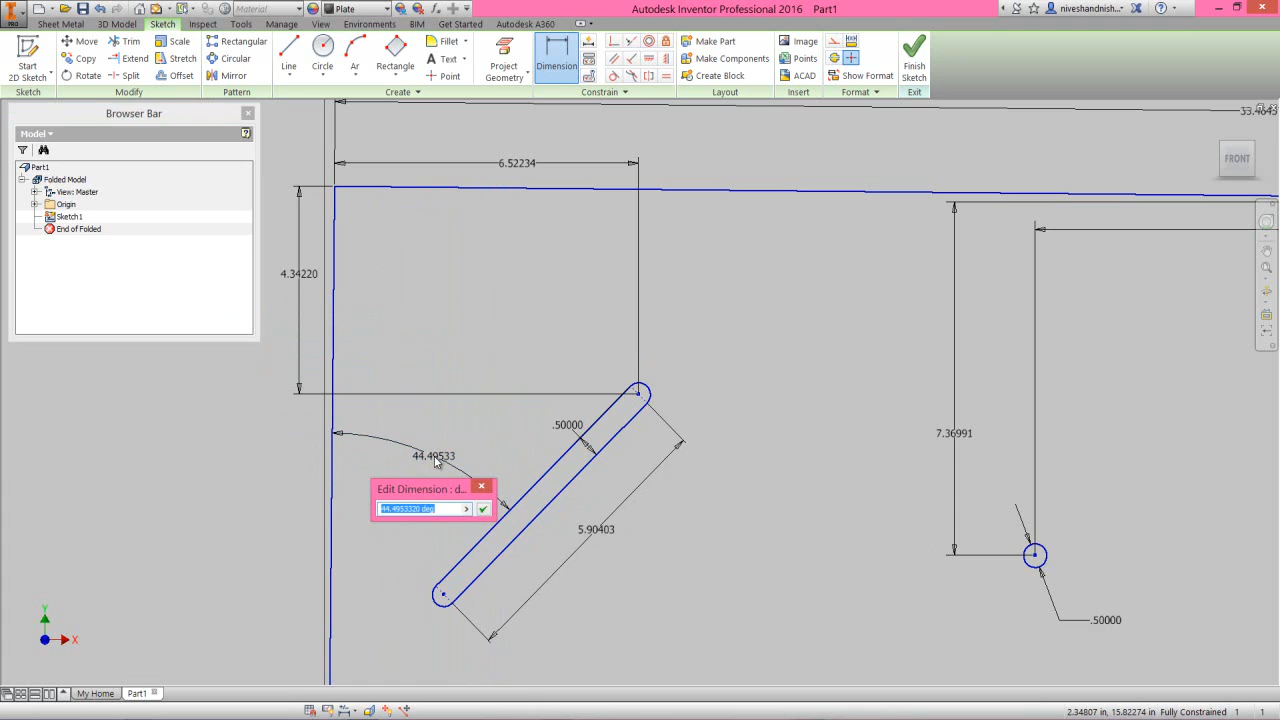 Material
Plate
Autodesk Inventor Professional 2016 Part1
niveshandnish...
PRO
Sheet Metal 3D Model Sketch Inspect Tools Manage View Environments BIM Get Started Autodesk A360
Start
2D Sketch
Move Trim Scale
Stretch
Rotate Split Offset
Rectangular
Circular
Mirror
Line Circle Arc Rectangle
Fillet
Text
Point
Project
Geometry
Dimension
Make Part
Make Components
Create Block
Image
Points
ACAD
Show Format
Finish
Sketch
Sketch Modify Pattern Create Constrain Layout Insert Format Exit
Browser Bar
Model
Part1
Folded Model
View: Master
Origin
Sketch1
End of Folded
6.52234
FRONT
4.34220
.50000
44.49533
7.36991
Edit Dimension : d...
44.4953320 deg
5.90403
.50000
Y
X
My Home Part1
2.34807 in, 15.82274 in Fully Constrained 1 1